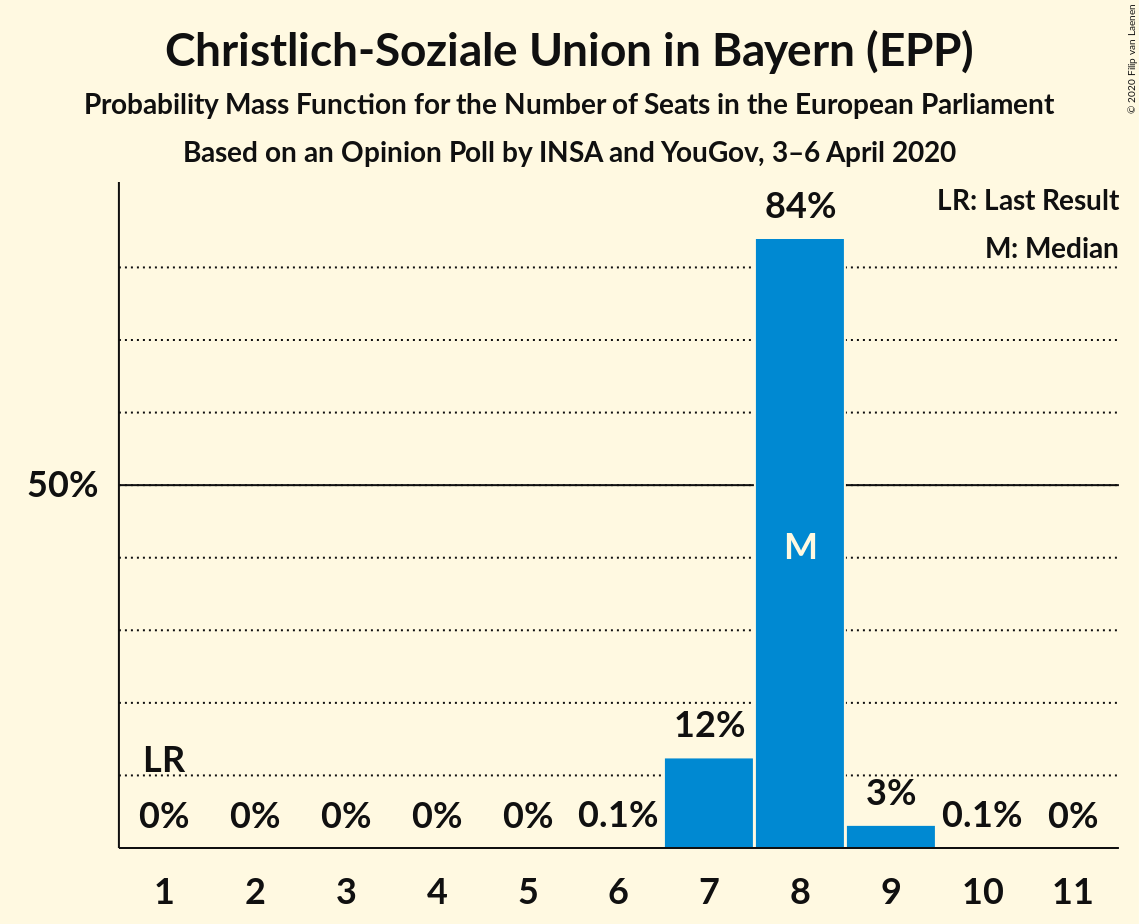 Christlich-Soziale Union in Bayern (EPP)
Probability Mass Function for the Number of Seats in the European Parliament
Based on an Opinion Poll by INSA and YouGov, 3–6 April 2020
© 2020 Filip van Laenen
LR: Last Result
M: Median
84%
50%
M
12%
LR
3%
0% 0% 0% 0% 0% 0.1% 0.1% 0%
1 2 3 4 5 6 7 8 9 10 11